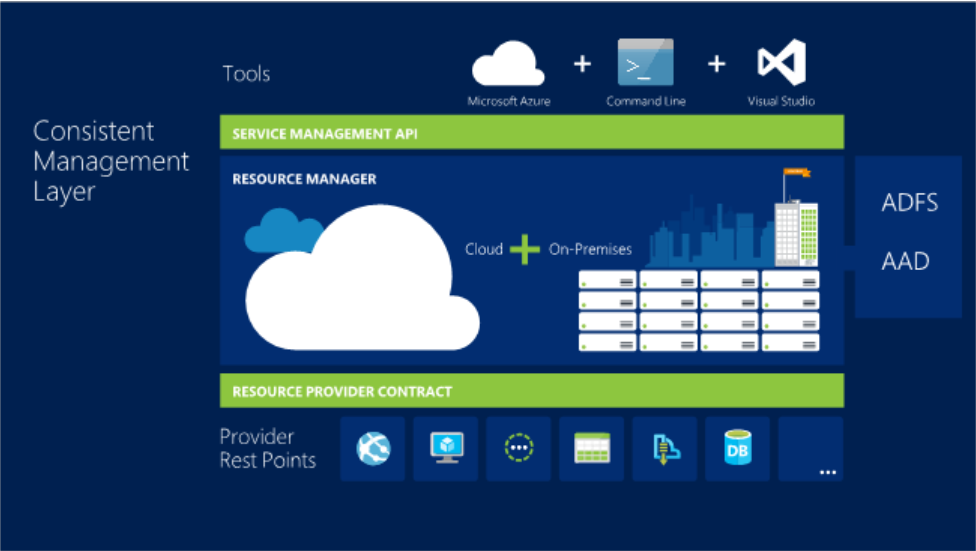 Tools
Microsoft Azure
+
Command Line
+
Visual Studio
Consistent
Management
Layer
SERVICE MANAGEMENT API
RESOURCE MANAGER
Cloud + On-Premises
ADFS
AAD
RESOURCE PROVIDER CONTRACT
Provider
Rest Points
DB
...